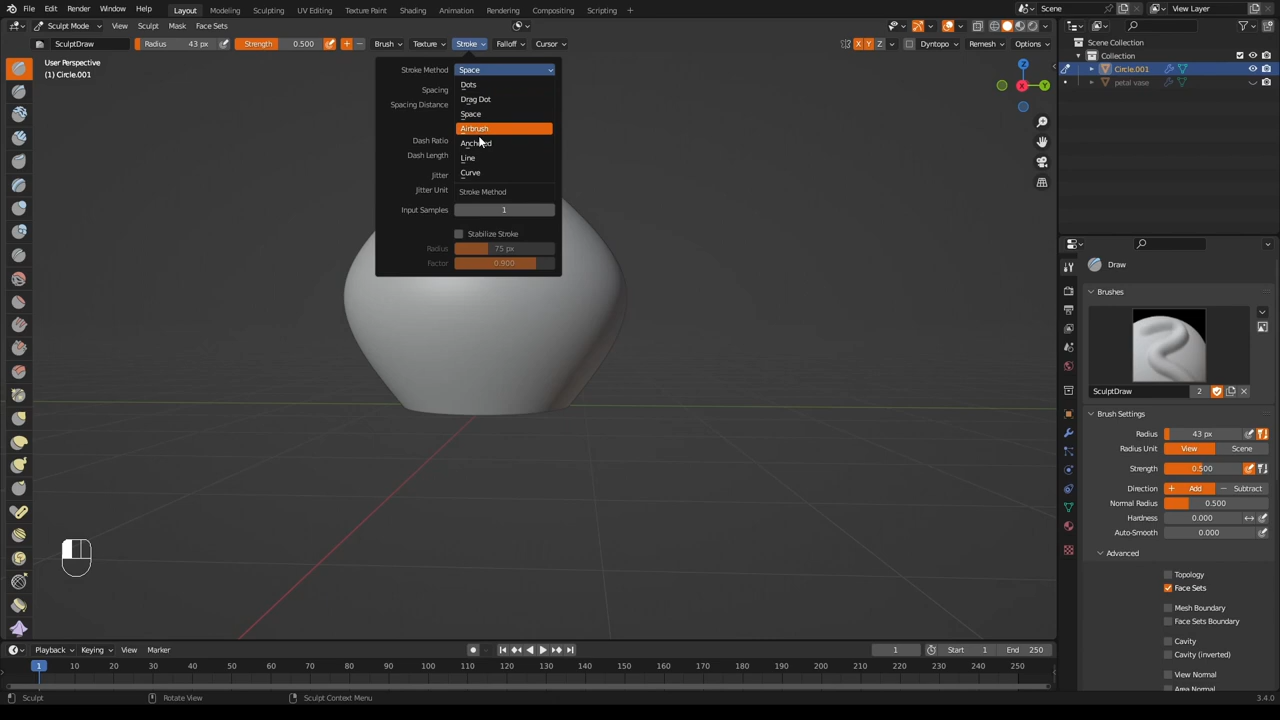 File Edit Render Window Help Layout Modeling Sculpting UV Editing Texture Paint Shading Animation Rendering Compositing Scripting Scene View Layer
Sculpt Mode View Sculpt Mask Face Sets
SculptDraw Radius 43 px Strength 0.500 Brush Texture Stroke Falloff Cursor X Y Z Dyntopo Remesh Options
User Perspective
(1) Circle.001
Stroke Method Space
Dots
Spacing
Drag Dot
Spacing Distance
Space
Airbrush
Dash Ratio
Anchored
Dash Length
Line
Jitter
Curve
Jitter Unit
Stroke Method
Input Samples 1
Stabilize Stroke
Radius 75 px
Factor 0.900
Z
X
Y
Scene Collection
Collection
Circle.001
petal vase
Draw
Brushes
SculptDraw 2
Brush Settings
Radius 43 px
Radius Unit View Scene
Strength 0.500
Direction + Add − Subtract
Normal Radius 0.500
Hardness 0.000
Auto-Smooth 0.000
Advanced
Topology
Face Sets
Mesh Boundary
Face Sets Boundary
Cavity
Cavity (inverted)
View Normal
Area Normal
Playback Keying View Marker 1 Start 1 End 250
1 10 20 30 40 50 60 70 80 90 100 110 120 130 140 150 160 170 180 190 200 210 220 230 240 250
Sculpt Rotate View Sculpt Context Menu 3.4.0